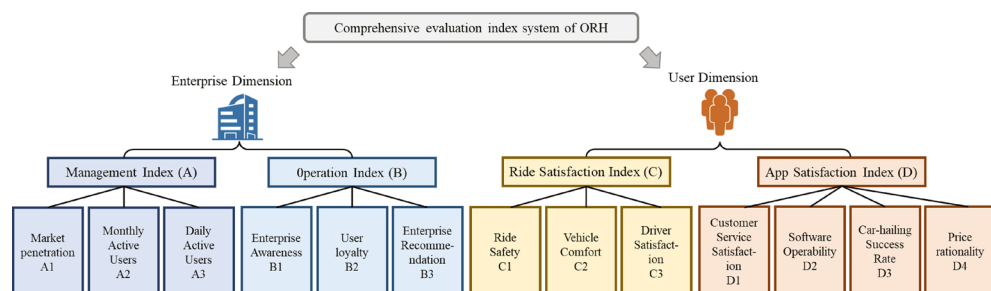 Comprehensive evaluation index system of ORH
Enterprise Dimension
User Dimension
Management Index (A)
0peration Index (B)
Ride Satisfaction Index (C)
App Satisfaction Index (D)
Market
penetration
A1
Monthly
Active
Users
A2
Daily
Active
Users
A3
Enterprise
Awareness
B1
User
loyalty
B2
Enterprise
Recomme-
ndation
B3
Ride
Safety
C1
Vehicle
Comfort
C2
Driver
Satisfact-
ion
C3
Customer
Service
Satisfact-
ion
D1
Software
Operability
D2
Car-hailing
Success
Rate
D3
Price
rationality
D4